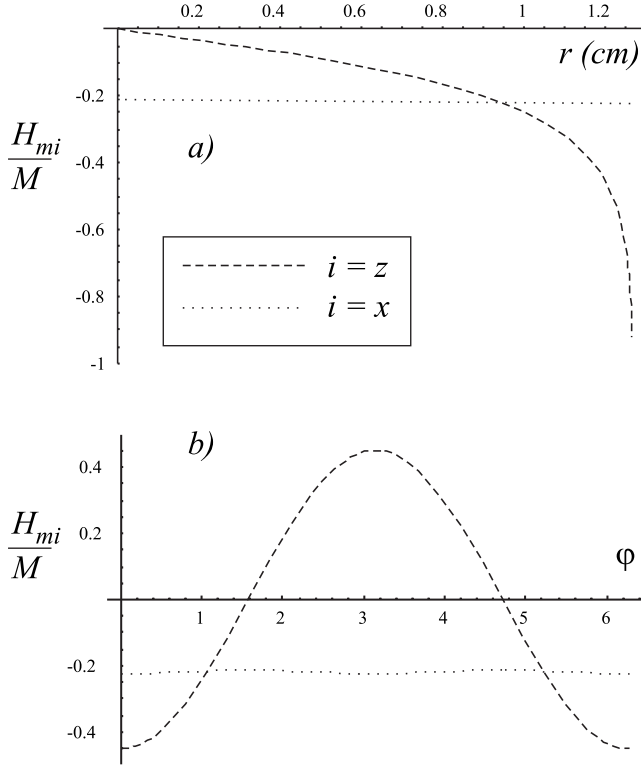 0.2 0.4 0.6 0.8 1 1.2
r (cm)
H_mi
M
-0.2
-0.4
-0.6
-0.8
-1
a)
i = z
i = x
b)
H_mi
M
0.4
0.2
-0.2
-0.4
φ
1 2 3 4 5 6